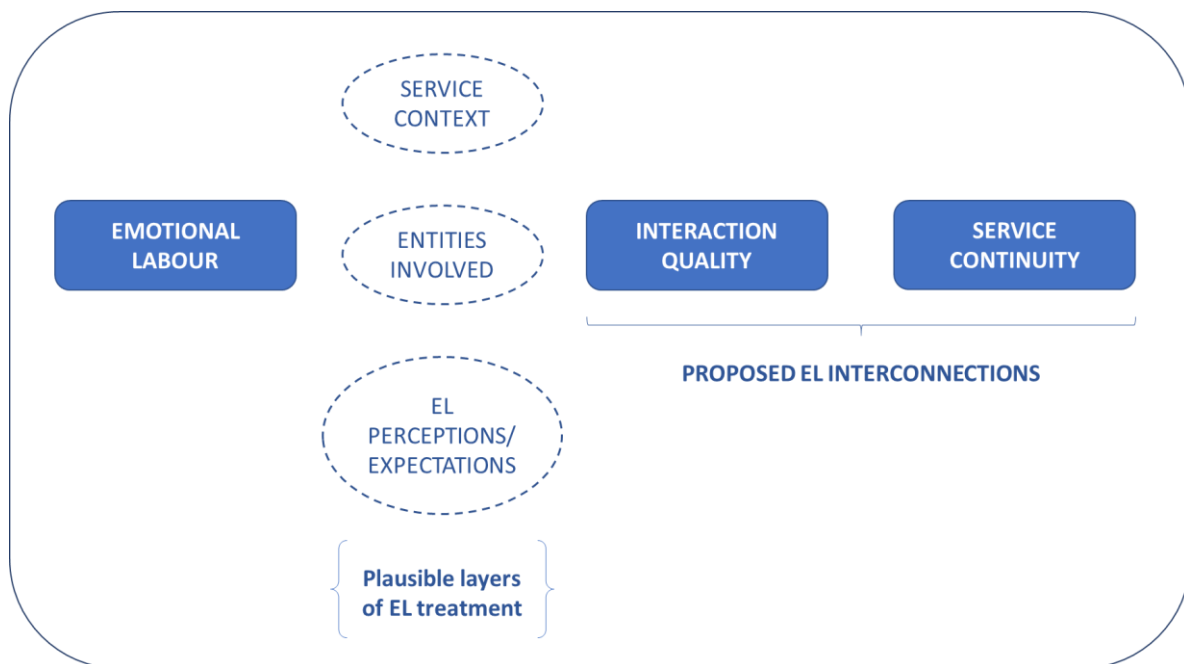 SERVICE
CONTEXT
EMOTIONAL
LABOUR
ENTITIES
INVOLVED
INTERACTION
QUALITY
SERVICE
CONTINUITY
PROPOSED EL INTERCONNECTIONS
EL
PERCEPTIONS/
EXPECTATIONS
Plausible layers
of EL treatment